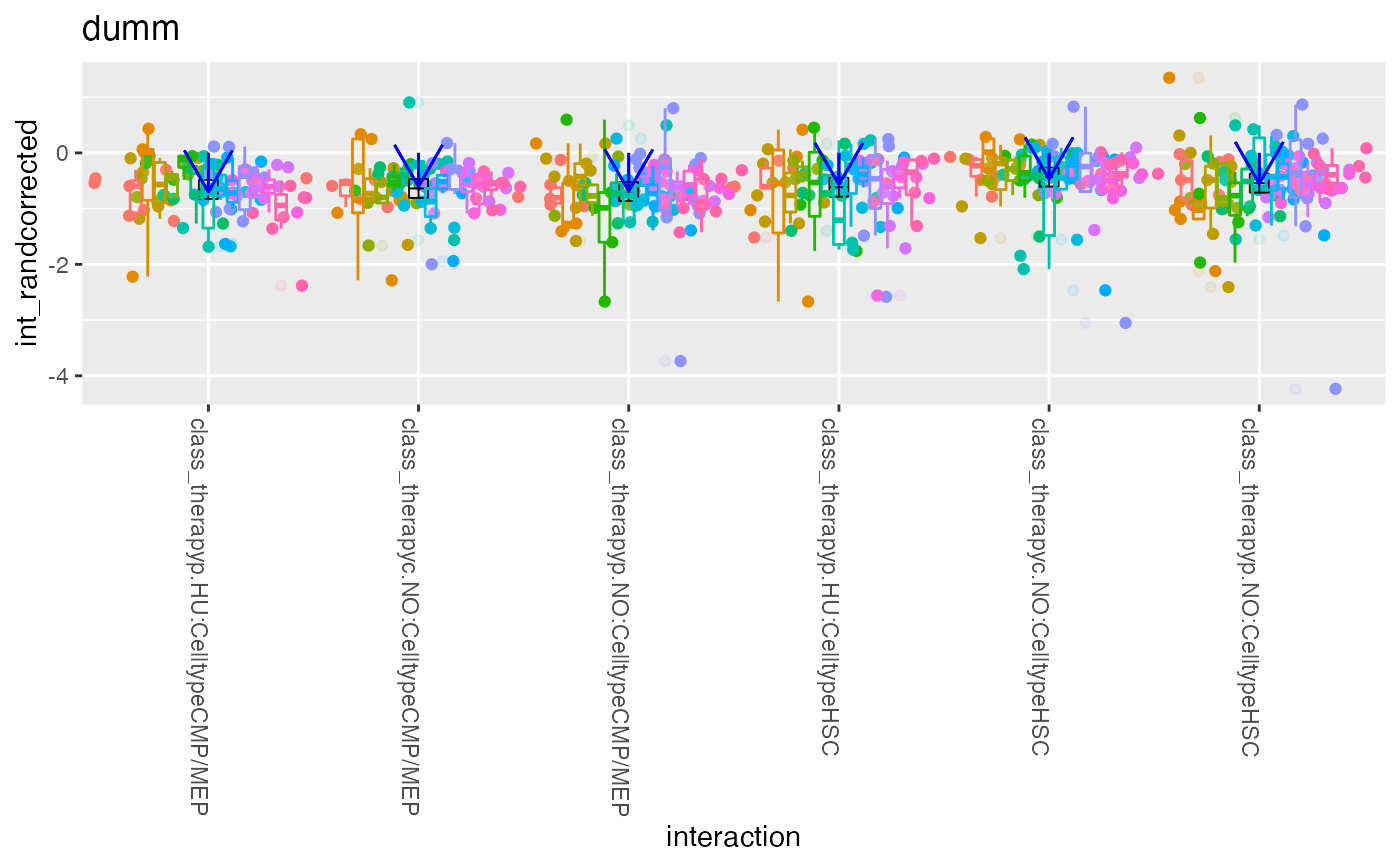 dumm
int_randcorrected
0
-2
-4
class_therapyp.HU:CelltypeCMP/MEP
class_therapyc.NO:CelltypeCMP/MEP
class_therapyp.NO:CelltypeCMP/MEP
class_therapyp.HU:CelltypeHSC
class_therapyc.NO:CelltypeHSC
class_therapyp.NO:CelltypeHSC
interaction